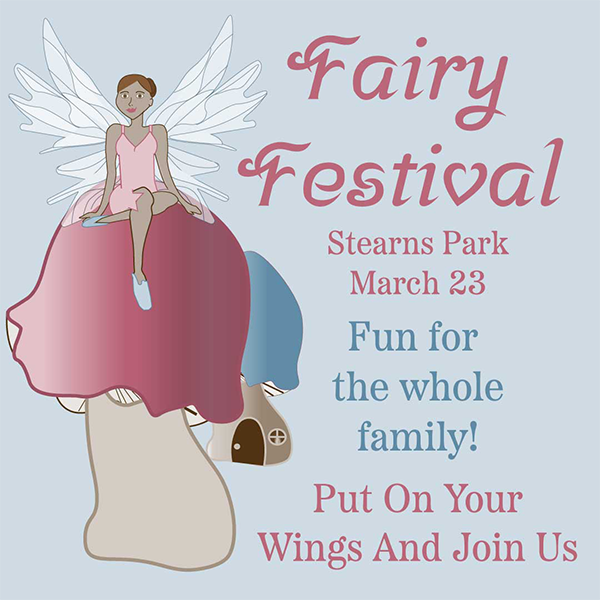 Fairy
Festival
Stearns Park
March 23
Fun for
the whole
family!
Put On Your
Wings And Join Us